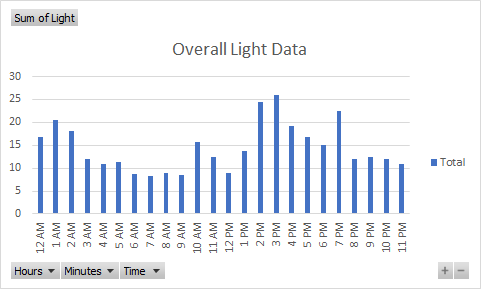 Sum of Light
Overall Light Data
30
25
20
15
10
5
0
12 AM
1 AM
2 AM
3 AM
4 AM
5 AM
6 AM
7 AM
8 AM
9 AM
10 AM
11 AM
12 PM
1 PM
2 PM
3 PM
4 PM
5 PM
6 PM
7 PM
8 PM
9 PM
10 PM
11 PM
Total
Hours Minutes Time
+ −